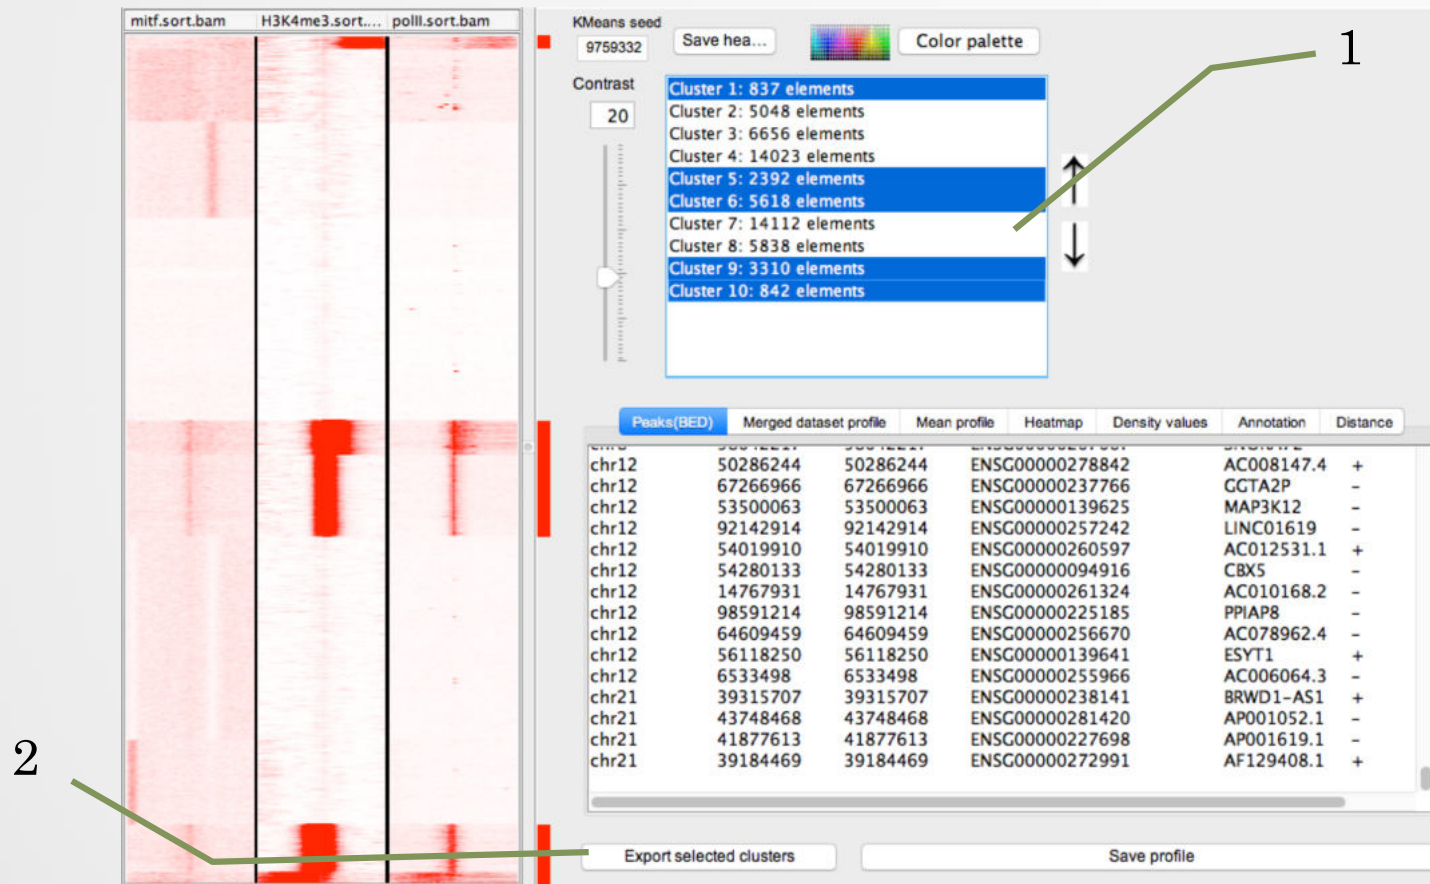 mitf.sort.bam H3K4me3.sort.... polII.sort.bam
KMeans seed
9759332
Save hea...
Color palette
1
Contrast
20
Cluster 1: 837 elements
Cluster 2: 5048 elements
Cluster 3: 6656 elements
Cluster 4: 14023 elements
Cluster 5: 2392 elements
Cluster 6: 5618 elements
Cluster 7: 14112 elements
Cluster 8: 5838 elements
Cluster 9: 3310 elements
Cluster 10: 842 elements
Peaks(BED) Merged dataset profile Mean profile Heatmap Density values Annotation Distance
chr12 50286244 50286244 ENSG00000278842 AC008147.4 +
chr12 67266966 67266966 ENSG00000237766 GGTA2P -
chr12 53500063 53500063 ENSG00000139625 MAP3K12 -
chr12 92142914 92142914 ENSG00000257242 LINC01619 -
chr12 54019910 54019910 ENSG00000260597 AC012531.1 +
chr12 54280133 54280133 ENSG00000094916 CBX5 -
chr12 14767931 14767931 ENSG00000261324 AC010168.2 -
chr12 98591214 98591214 ENSG00000225185 PPIAP8 -
chr12 64609459 64609459 ENSG00000256670 AC078962.4 -
chr12 56118250 56118250 ENSG00000139641 ESYT1 +
chr12 6533498 6533498 ENSG00000255966 AC006064.3 -
chr21 39315707 39315707 ENSG00000238141 BRWD1-AS1 +
chr21 43748468 43748468 ENSG00000281420 AP001052.1 -
chr21 41877613 41877613 ENSG00000227698 AP001619.1 -
chr21 39184469 39184469 ENSG00000272991 AF129408.1 +
2
Export selected clusters
Save profile